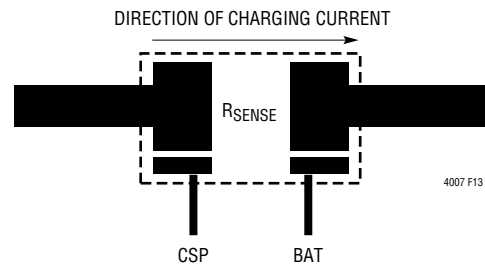 DIRECTION OF CHARGING CURRENT
RSENSE
4007 F13
CSP BAT